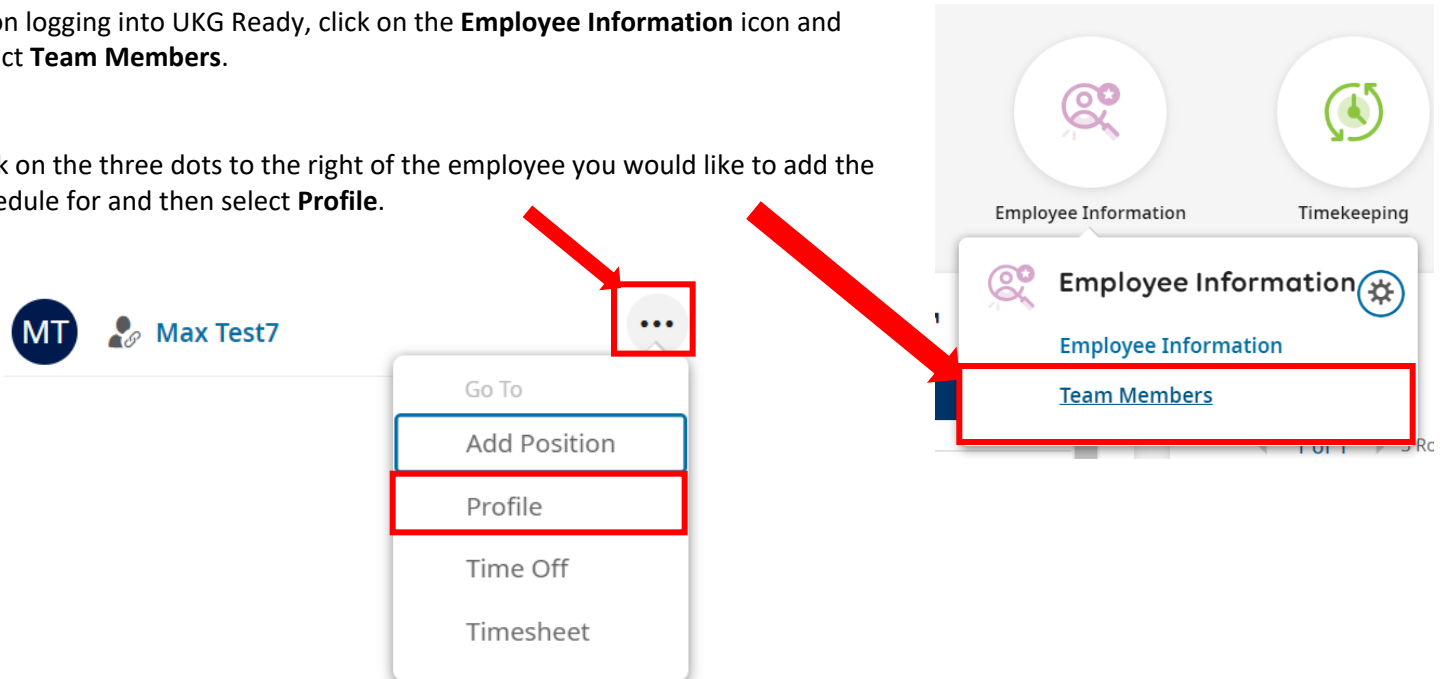 on logging into UKG Ready, click on the Employee Information icon and
ct Team Members.
k on the three dots to the right of the employee you would like to add the
edule for and then select Profile.
MT Max Test7
Go To
Add Position
Profile
Time Off
Timesheet
Employee Information Timekeeping
Employee Information
Employee Information
Team Members